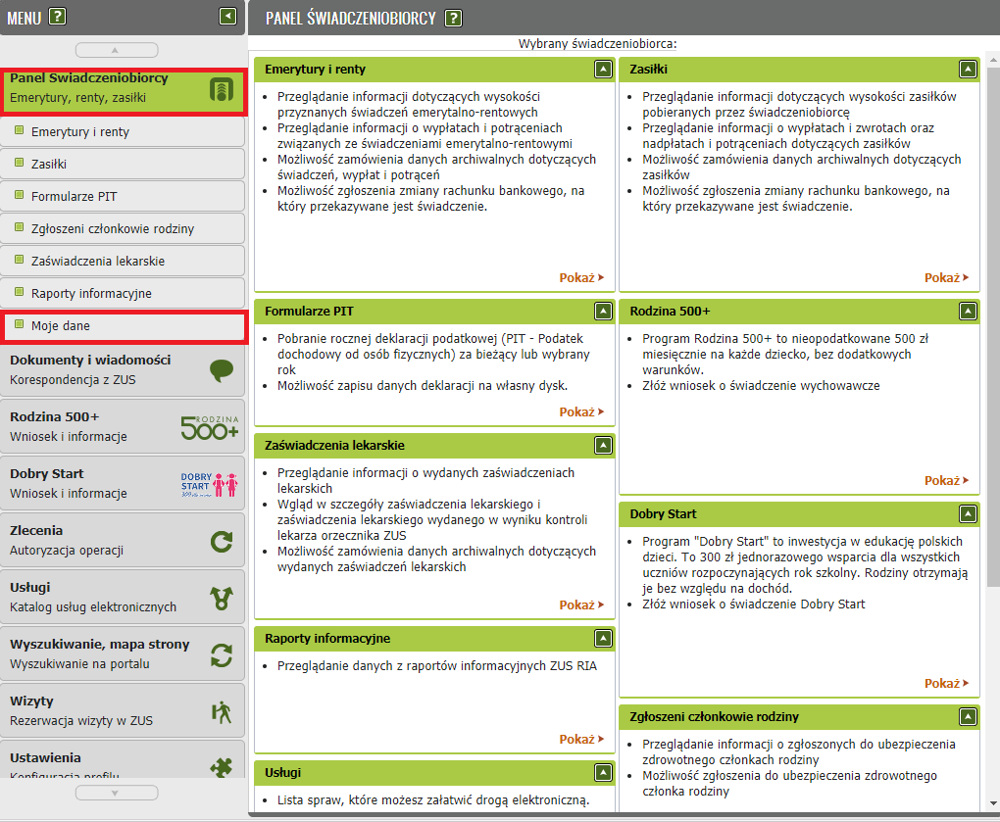 MENU ?
PANEL ŚWIADCZENIOBIORCY ?
Wybrany świadczeniobiorca:
Panel Świadczeniobiorcy
Emerytury, renty, zasiłki
Emerytury i renty
Zasiłki
Formularze PIT
Zgłoszeni członkowie rodziny
Zaświadczenia lekarskie
Raporty informacyjne
Moje dane
Dokumenty i wiadomości
Korespondencja z ZUS
Rodzina 500+
Wniosek i informacje
RODZINA
500+
Dobry Start
Wniosek i informacje
DOBRY
START
Zlecenia
Autoryzacja operacji
Usługi
Katalog usług elektronicznych
Wyszukiwanie, mapa strony
Wyszukiwanie na portalu
Wizyty
Rezerwacja wizyty w ZUS
Ustawienia
Konfiguracja profilu
Emerytury i renty
• Przeglądanie informacji dotyczących wysokości
przyznanych świadczeń emerytalno-rentowych
• Przeglądanie informacji o wypłatach i potrąceniach
związanych ze świadczeniami emerytalno-rentowymi
• Możliwość zamówienia danych archiwalnych dotyczących
świadczeń, wypłat i potrąceń
• Możliwość zgłoszenia zmiany rachunku bankowego, na
który przekazywane jest świadczenie.
Pokaż
Formularze PIT
• Pobranie rocznej deklaracji podatkowej (PIT - Podatek
dochodowy od osób fizycznych) za bieżący lub wybrany
rok
• Możliwość zapisu danych deklaracji na własny dysk.
Pokaż
Zaświadczenia lekarskie
• Przeglądanie informacji o wydanych zaświadczeniach
lekarskich
• Wgląd w szczegóły zaświadczenia lekarskiego i
zaświadczenia lekarskiego wydanego w wyniku kontroli
lekarza orzecznika ZUS
• Możliwość zamówienia danych archiwalnych dotyczących
wydanych zaświadczeń lekarskich
Pokaż
Raporty informacyjne
• Przeglądanie danych z raportów informacyjnych ZUS RIA
Pokaż
Usługi
• Lista spraw, które możesz załatwić drogą elektroniczną.
Zasiłki
• Przeglądanie informacji dotyczących wysokości zasiłków
pobieranych przez świadczeniobiorcę
• Przeglądanie informacji o wypłatach i zwrotach oraz
nadpłatach i potrąceniach dotyczących zasiłków
• Możliwość zamówienia danych archiwalnych dotyczących
zasiłków
• Możliwość zgłoszenia zmiany rachunku bankowego, na
który przekazywane jest świadczenie.
Pokaż
Rodzina 500+
• Program Rodzina 500+ to nieopodatkowane 500 zł
miesięcznie na każde dziecko, bez dodatkowych
warunków.
• Złóż wniosek o świadczenie wychowawcze
Pokaż
Dobry Start
• Program "Dobry Start" to inwestycja w edukację polskich
dzieci. To 300 zł jednorazowego wsparcia dla wszystkich
uczniów rozpoczynających rok szkolny. Rodziny otrzymają
je bez względu na dochód.
• Złóż wniosek o świadczenie Dobry Start
Pokaż
Zgłoszeni członkowie rodziny
• Przeglądanie informacji o zgłoszonych do ubezpieczenia
zdrowotnego członkach rodziny
• Możliwość zgłoszenia do ubezpieczenia zdrowotnego
członka rodziny